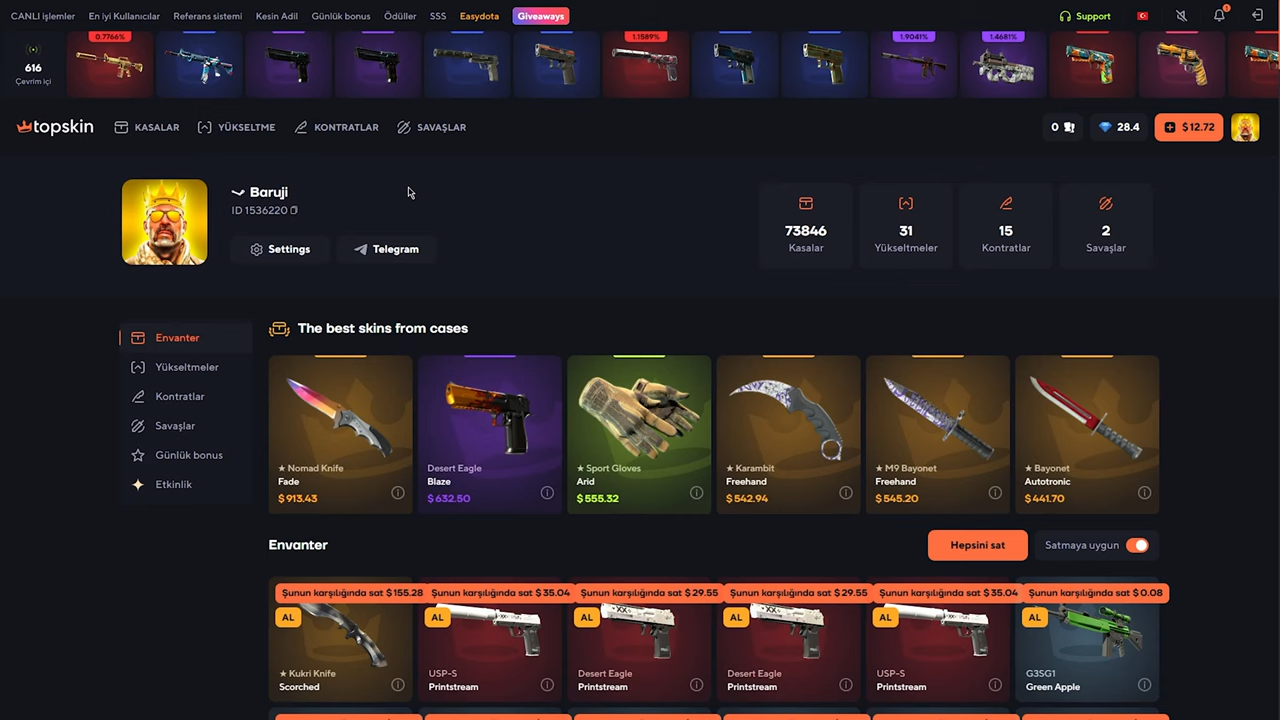 CANLI işlemler
En iyi Kullanıcılar
Referans sistemi
Kesin Adil
Günlük bonus
Ödüller
SSS
Easydota
Giveaways
Support
1
616
Çevrim içi
0.7766%
1.1589%
1.9041%
1.4681%
topskin
KASALAR
YÜKSELTME
KONTRATLAR
SAVAŞLAR
0
28.4
$ 12.72
Baruji
ID 1536220
Settings
Telegram
73846
Kasalar
31
Yükseltmeler
15
Kontratlar
2
Savaşlar
Envanter
Yükseltmeler
Kontratlar
Savaşlar
Günlük bonus
Etkinlik
The best skins from cases
★ Nomad Knife
Fade
$ 913.43
Desert Eagle
Blaze
$ 632.50
★ Sport Gloves
Arid
$ 555.32
★ Karambit
Freehand
$ 542.94
★ M9 Bayonet
Freehand
$ 545.20
★ Bayonet
Autotronic
$ 441.70
Envanter
Hepsini sat
Satmaya uygun
Şunun karşılığında sat $ 155.28
AL
★ Kukri Knife
Scorched
Şunun karşılığında sat $ 35.04
AL
USP-S
Printstream
Şunun karşılığında sat $ 29.55
AL
Desert Eagle
Printstream
Şunun karşılığında sat $ 29.55
AL
Desert Eagle
Printstream
Şunun karşılığında sat $ 35.04
AL
USP-S
Printstream
Şunun karşılığında sat $ 0.08
AL
G3SG1
Green Apple